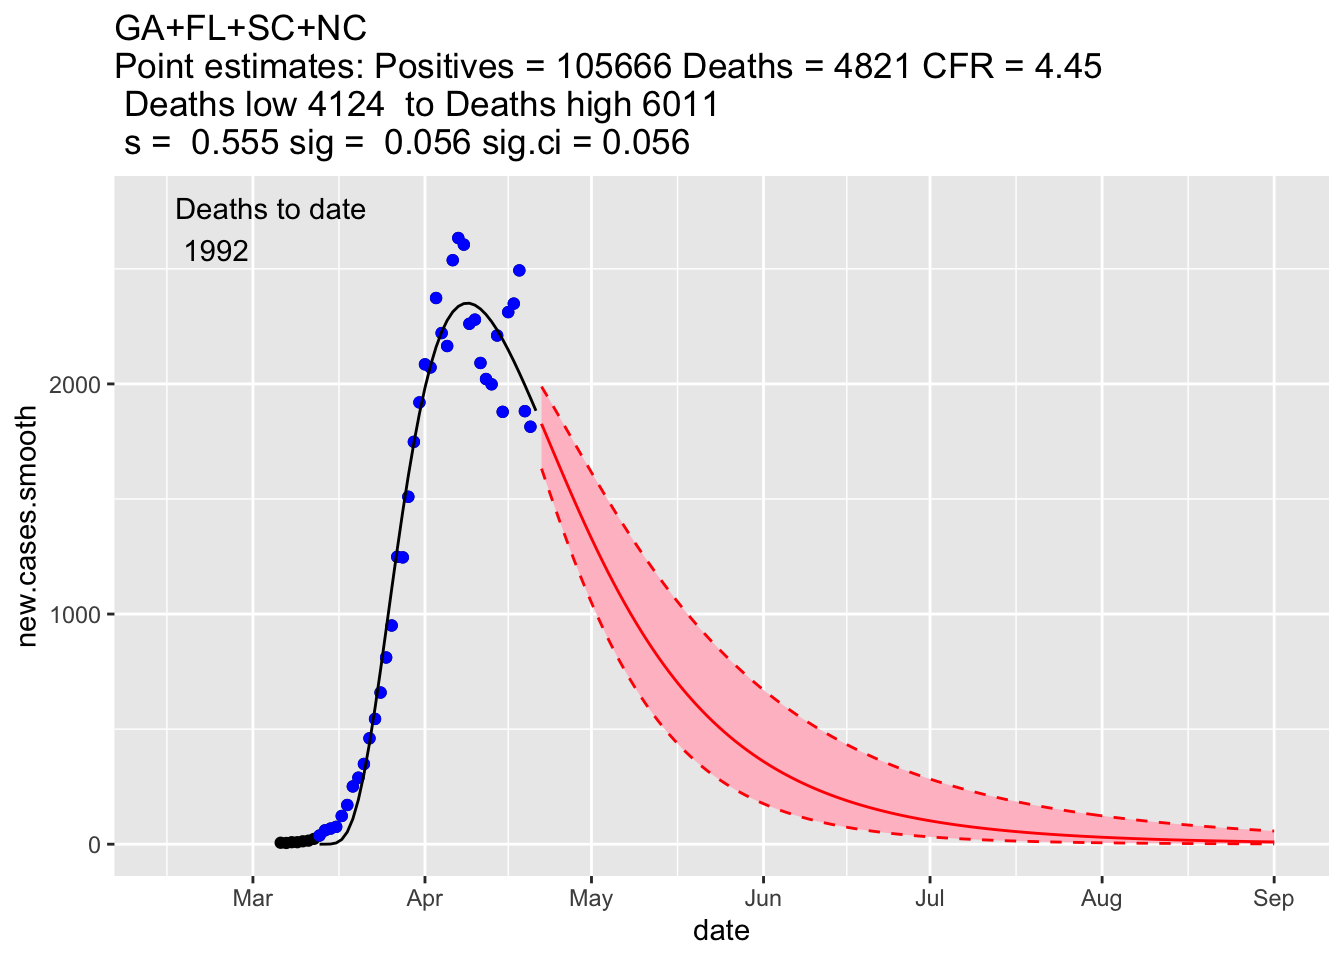 GA+FL+SC+NC
Point estimates: Positives = 105666 Deaths = 4821 CFR = 4.45
Deaths low 4124  to Deaths high 6011
s =  0.555 sig =  0.056 sig.ci = 0.056
Deaths to date
1992
new.cases.smooth
2000
1000
0
Mar Apr May Jun Jul Aug Sep
date